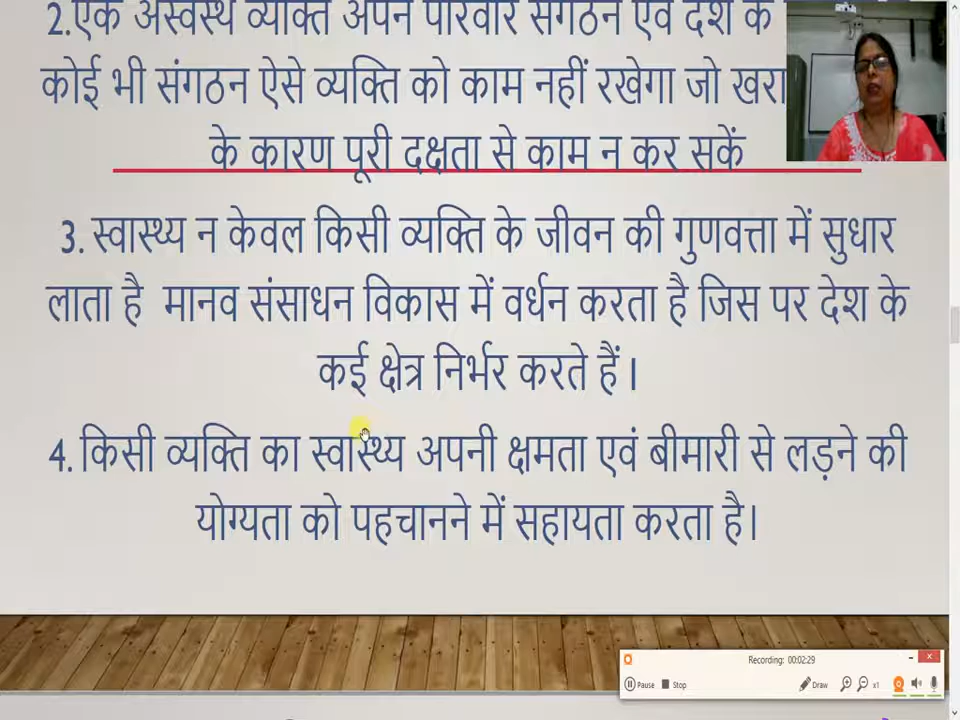 2.एक अस्वस्थ व्यक्ति अपने परिवार संगठन एवं देश के
कोई भी संगठन ऐसे व्यक्ति को काम नहीं रखेगा जो खरा
के कारण पूरी दक्षता से काम न कर सकें
3. स्वास्थ्य न केवल किसी व्यक्ति के जीवन की गुणवत्ता में सुधार
लाता है मानव संसाधन विकास में वर्धन करता है जिस पर देश के
कई क्षेत्र निर्भर करते हैं ।
4. किसी व्यक्ति का स्वास्थ्य अपनी क्षमता एवं बीमारी से लड़ने की
योग्यता को पहचानने में सहायता करता है।
Recording: 00:02:29
Pause Stop Draw x1